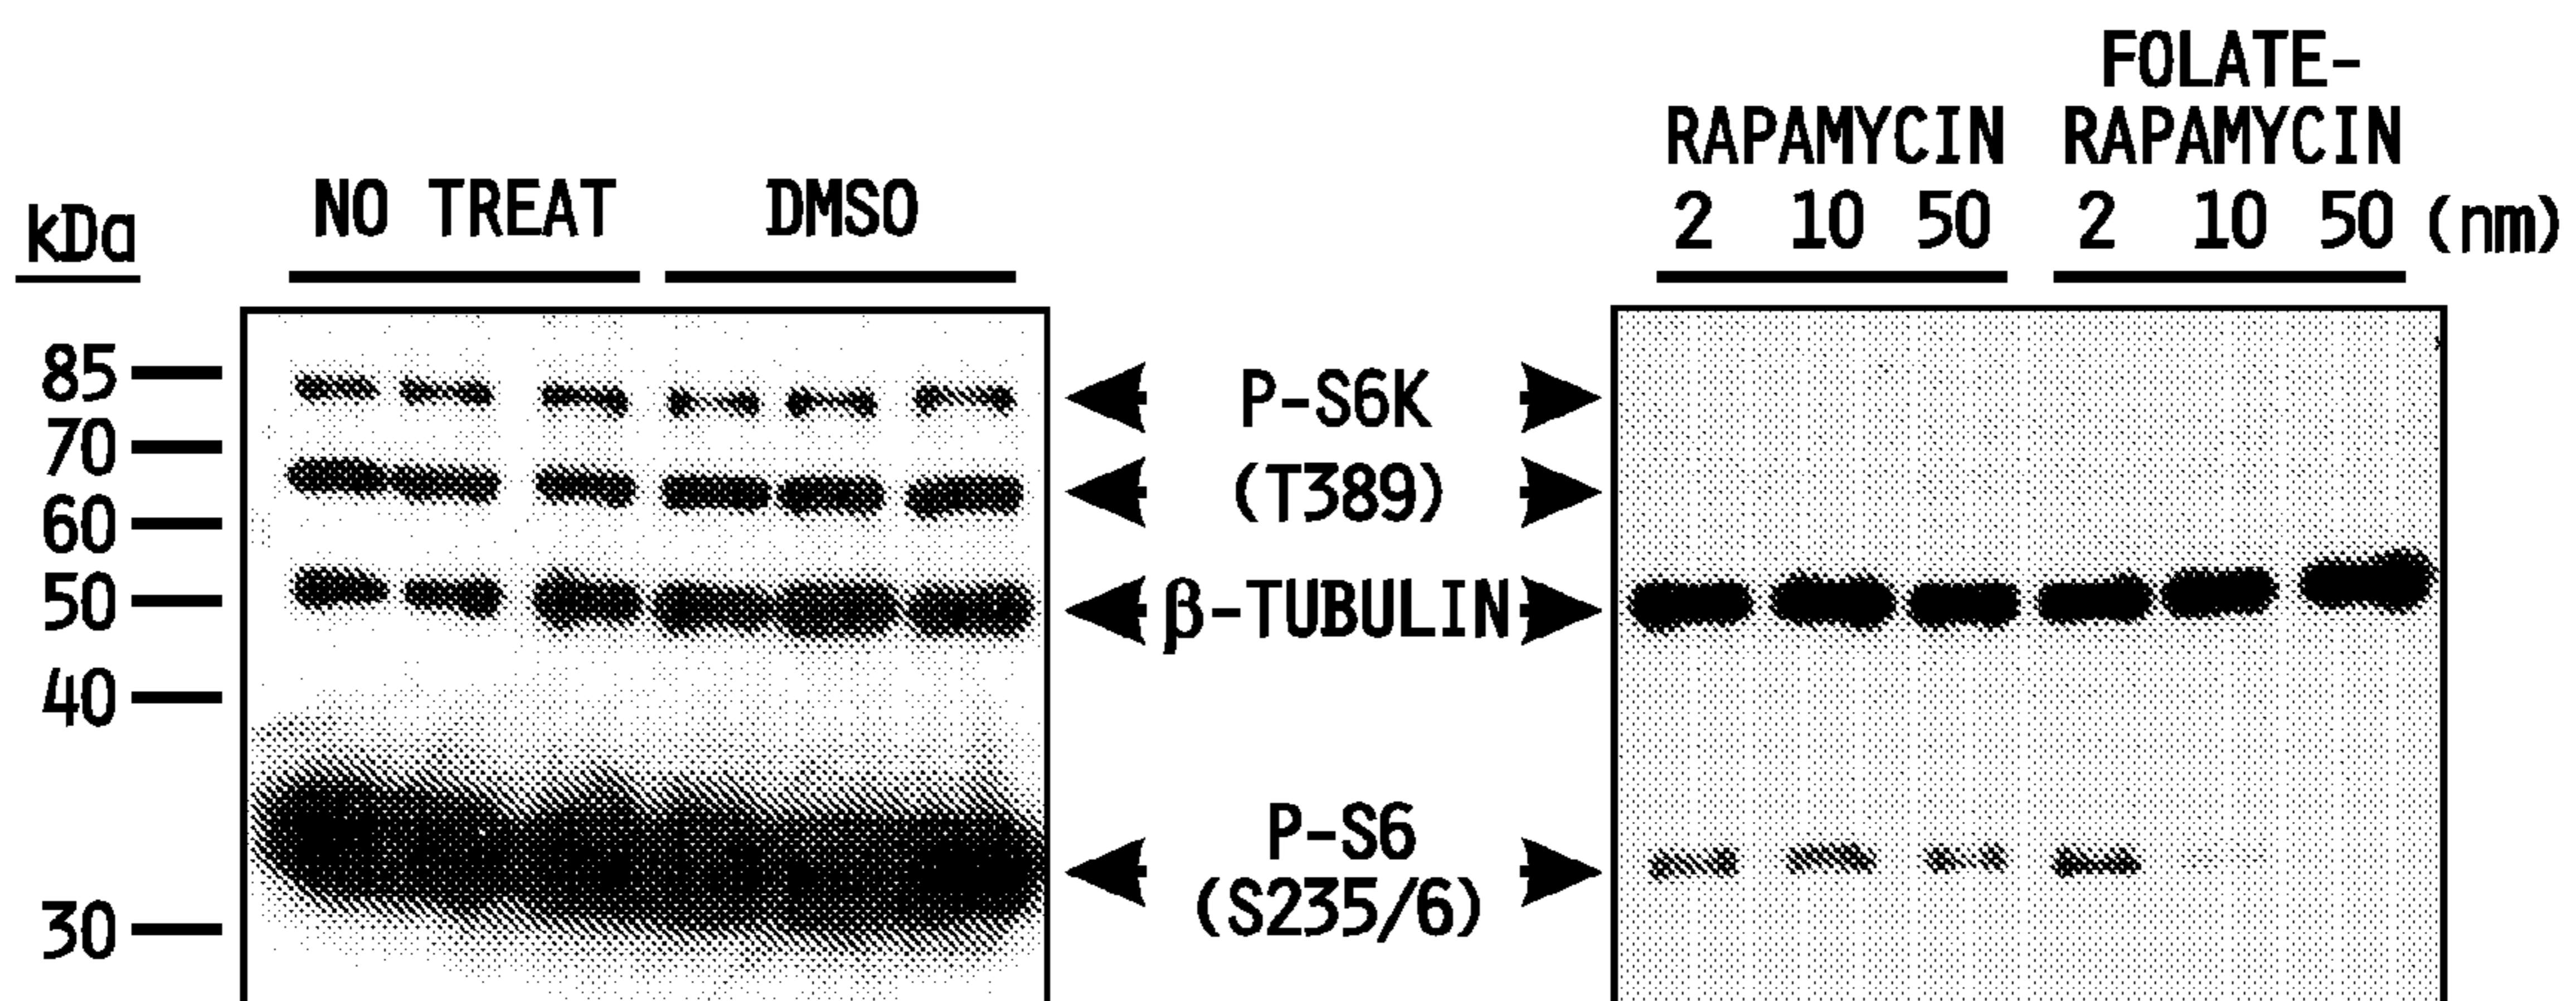 kDa
NO TREAT
DMSO
85
70
60
50
40
30
P-S6K
(T389)
β-TUBULIN
P-S6
(S235/6)
RAPAMYCIN
FOLATE-
RAPAMYCIN
2 10 50 2 10 50 (nm)